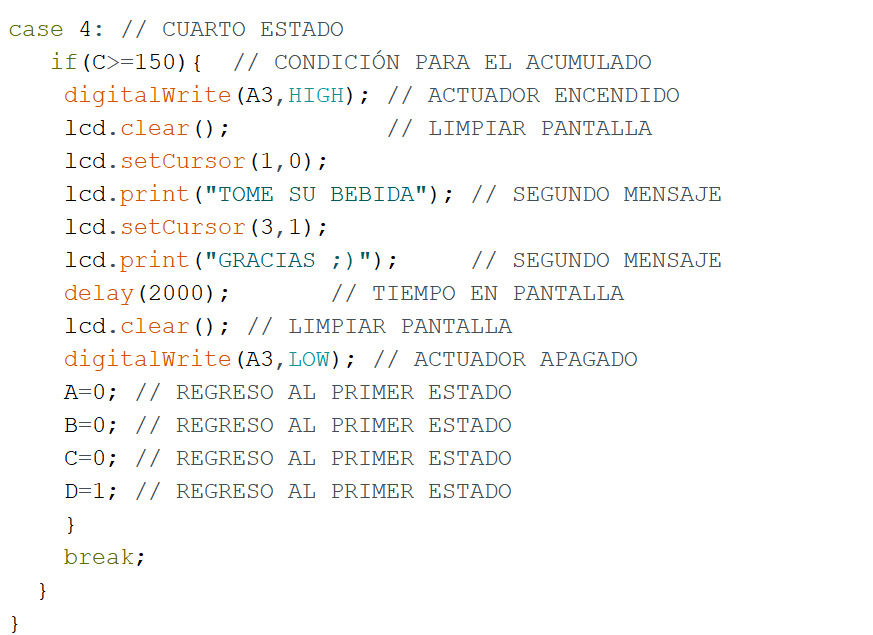 case 4: // CUARTO ESTADO
if(C>=150){ // CONDICIÓN PARA EL ACUMULADO
digitalWrite(A3,HIGH); // ACTUADOR ENCENDIDO
lcd.clear(); // LIMPIAR PANTALLA
lcd.setCursor(1,0);
lcd.print("TOME SU BEBIDA"); // SEGUNDO MENSAJE
lcd.setCursor(3,1);
lcd.print("GRACIAS ;)"); // SEGUNDO MENSAJE
delay(2000); // TIEMPO EN PANTALLA
lcd.clear(); // LIMPIAR PANTALLA
digitalWrite(A3,LOW); // ACTUADOR APAGADO
A=0; // REGRESO AL PRIMER ESTADO
B=0; // REGRESO AL PRIMER ESTADO
C=0; // REGRESO AL PRIMER ESTADO
D=1; // REGRESO AL PRIMER ESTADO
}
break;
}
}